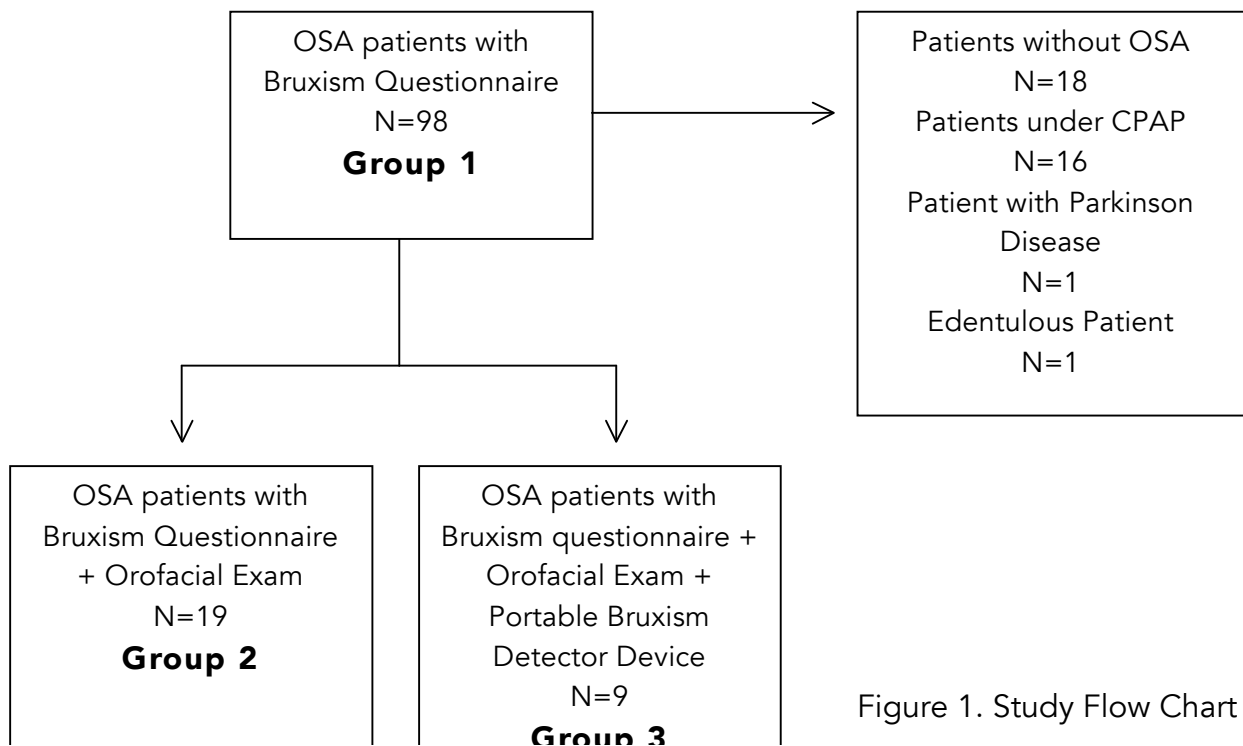 OSA patients with
Bruxism Questionnaire
N=98
Group 1
Patients without OSA
N=18
Patients under CPAP
N=16
Patient with Parkinson
Disease
N=1
Edentulous Patient
N=1
OSA patients with
Bruxism Questionnaire
+ Orofacial Exam
N=19
Group 2
OSA patients with
Bruxism questionnaire +
Orofacial Exam +
Portable Bruxism
Detector Device
N=9
Group 3
Figure 1. Study Flow Chart